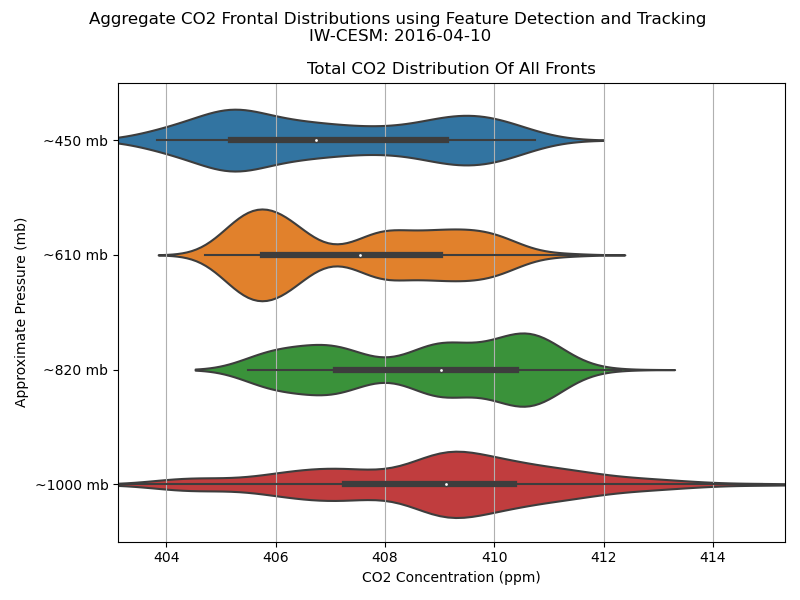 Aggregate CO2 Frontal Distributions using Feature Detection and Tracking
IW-CESM: 2016-04-10
Total CO2 Distribution Of All Fronts
~450 mb
~610 mb
~820 mb
~1000 mb
Approximate Pressure (mb)
404 406 408 410 412 414
CO2 Concentration (ppm)